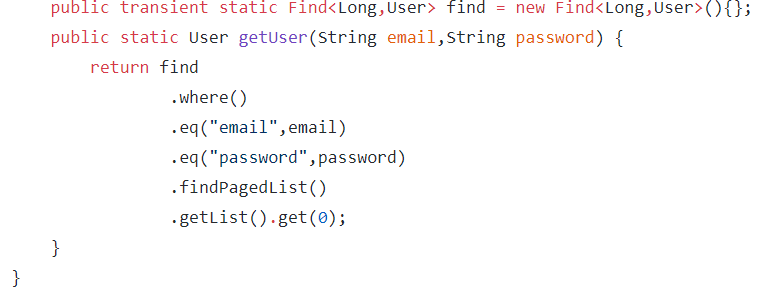 public transient static Find<Long,User> find = new Find<Long,User>(){};
public static User getUser(String email,String password) {
return find
.where()
.eq("email",email)
.eq("password",password)
.findPagedList()
.getList().get(0);
}
}